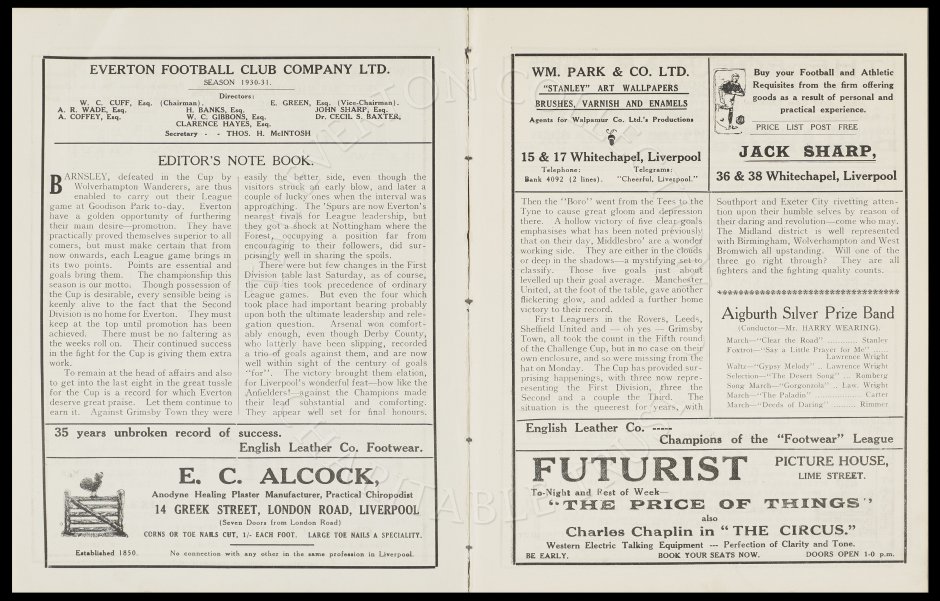 EVERTON FOOTBALL CLUB COMPANY LTD.
SEASON 1930-31.
Directors:
W. C. CUFF, Esq. (Chairman). E. GREEN, Esq. (Vice-Chairman).
A. R. WADE, Esq. H. BANKS, Esq. JOHN SHARP, Esq.
A. COFFEY, Esq. W. C. GIBBONS, Esq. Dr. CECIL S. BAXTER,
CLARENCE HAYES, Esq.
Secretary - - THOS. H. McINTOSH
EDITOR'S NOTE BOOK.
BARNSLEY, defeated in the Cup by
Wolverhampton Wanderers, are thus
enabled to carry out their League
game at Goodison Park to-day. Everton
have a golden opportunity of furthering
their main desire—promotion. They have
practically proved themselves superior to all
comers, but must make certain that from
now onwards, each League game brings in
its two points. Points are essential and
goals bring them. The championship this
season is our motto. Though possession of
the Cup is desirable, every sensible being is
keenly alive to the fact that the Second
Division is no home for Everton. They must
keep at the top until promotion has been
achieved. There must be no faltering as
the weeks roll on. Their continued success
in the fight for the Cup is giving them extra
work.
To remain at the head of affairs and also
to get into the last eight in the great tussle
for the Cup is a record for which Everton
deserve great praise. Let them continue to
earn it. Against Grimsby Town they were
easily the better side, even though the
visitors struck an early blow, and later a
couple of lucky ones when the interval was
approaching. The 'Spurs are now Everton's
nearest rivals for League leadership, but
they got a shock at Nottingham where the
Forest, occupying a position far from
encouraging to their followers, did sur-
prisingly well in sharing the spoils.
There were but few changes in the First
Division table last Saturday, as of course,
the cup ties took precedence of ordinary
League games. But even the four which
took place had important bearing probably
upon both the ultimate leadership and rele-
gation question. Arsenal won comfort-
ably enough, even though Derby County,
who latterly have been slipping, recorded
a trio of goals against them, and are now
well within sight of the century of goals
"for". The victory brought them elation,
for Liverpool's wonderful feat—how like the
Anfielders!—against the Champions made
their lead substantial and comforting.
They appear well set for final honours.
35 years unbroken record of success.
English Leather Co. Footwear.
E. C. ALCOCK,
Anodyne Healing Plaster Manufacturer, Practical Chiropodist
14 GREEK STREET, LONDON ROAD, LIVERPOOL
(Seven Doors from London Road)
CORNS OR TOE NAILS CUT, 1/- EACH FOOT. LARGE TOE NAILS A SPECIALITY.
Established 1850. No connection with any other in the same profession in Liverpool.
WM. PARK & CO. LTD.
"STANLEY" ART WALLPAPERS
BRUSHES, VARNISH AND ENAMELS
Agents for Walpamur Co. Ltd.'s Productions
15 & 17 Whitechapel, Liverpool
Telephone: Telegrams:
Bank 4092 (2 lines). "Cheerful, Liverpool."
Buy your Football and Athletic
Requisites from the firm offering
goods as a result of personal and
practical experience.
PRICE LIST POST FREE
JACK SHARP,
36 & 38 Whitechapel, Liverpool
Then the "Boro" went from the Tees to the
Tyne to cause great gloom and depression
there. A hollow victory of five clear goals
emphasises what has been noted previously
that on their day, Middlesbro' are a wonder
working side. They are either in the clouds
or deep in the shadows—a mystifying set to
classify. Those five goals just about
levelled up their goal average. Manchester
United, at the foot of the table, gave another
flickering glow, and added a further home
victory to their record.
First Leaguers in the Rovers, Leeds,
Sheffield United and — oh yes — Grimsby
Town, all took the count in the Fifth round
of the Challenge Cup, but in no case on their
own enclosure, and so were missing from the
hat on Monday. The Cup has provided sur-
prising happenings, with three now repre-
senting the First Division, three the
Second and a couple the Third. The
situation is the queerest for years, with
Southport and Exeter City rivetting atten-
tion upon their humble selves by reason of
their daring and revolution—come who may.
The Midland district is well represented
with Birmingham, Wolverhampton and West
Bromwich all upstanding. Will one of the
three go right through? They are all
fighters and the fighting quality counts.
Aigburth Silver Prize Band
(Conductor—Mr. HARRY WEARING).
March—"Clear the Road" ............ Stasny
Foxtrot—"Say a Little Prayer for Me" .....
Lawrence Wright
Waltz—"Gypsy Melody" .. Lawrence Wright
Selection—"The Desert Song" ... Romberg
Song March—"Gorgonzola" .. Law. Wright
March—"The Paladin" ............... Carter
March—"Deeds of Daring" ......... Rimmer
English Leather Co. -----
Champions of the "Footwear" League
FUTURIST PICTURE HOUSE,
LIME STREET.
To-Night and Rest of Week—
"THE PRICE OF THINGS"
also
Charles Chaplin in "THE CIRCUS."
Western Electric Talking Equipment -- Perfection of Clarity and Tone.
BE EARLY. BOOK YOUR SEATS NOW. DOORS OPEN 1-0 p.m.